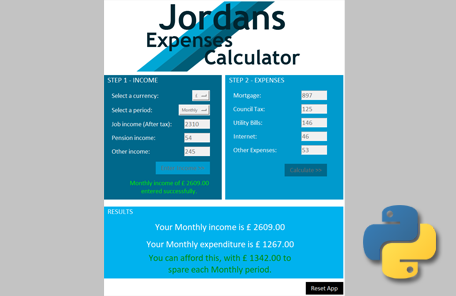 Jordans
Expenses
Calculator
STEP 1 - INCOME
Select a currency: £
Select a period: Monthly
Job income (After tax): 2310
Pension income: 54
Other income: 245
Monthly income of £ 2609.00
entered successfully.
STEP 2 - EXPENSES
Mortgage: 897
Council Tax: 125
Utility Bills: 146
Internet: 46
Other Expenses: 53
Calculate >>
RESULTS
Your Monthly income is £ 2609.00
Your Monthly expenditure is £ 1267.00
You can afford this, with £ 1342.00 to
spare each Monthly period.
Reset App